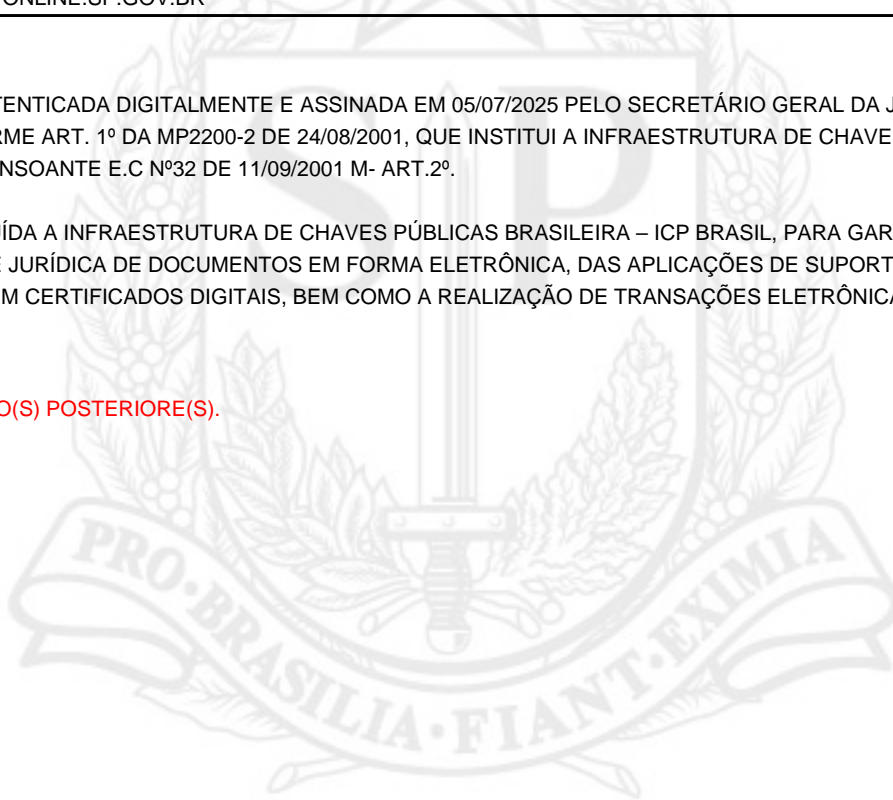 ONLINE.SP.GOV.BR
TENTICADA DIGITALMENTE E ASSINADA EM 05/07/2025 PELO SECRETÁRIO GERAL DA J
RME ART. 1º DA MP2200-2 DE 24/08/2001, QUE INSTITUI A INFRAESTRUTURA DE CHAVE
NSOANTE E.C Nº32 DE 11/09/2001 M- ART.2º.
UÍDA A INFRAESTRUTURA DE CHAVES PÚBLICAS BRASILEIRA – ICP BRASIL, PARA GAR
E JURÍDICA DE DOCUMENTOS EM FORMA ELETRÔNICA, DAS APLICAÇÕES DE SUPORT
M CERTIFICADOS DIGITAIS, BEM COMO A REALIZAÇÃO DE TRANSAÇÕES ELETRÔNICA
O(S) POSTERIORE(S).
SP
PRO·BRASILIA·FIANT·EXIMIA